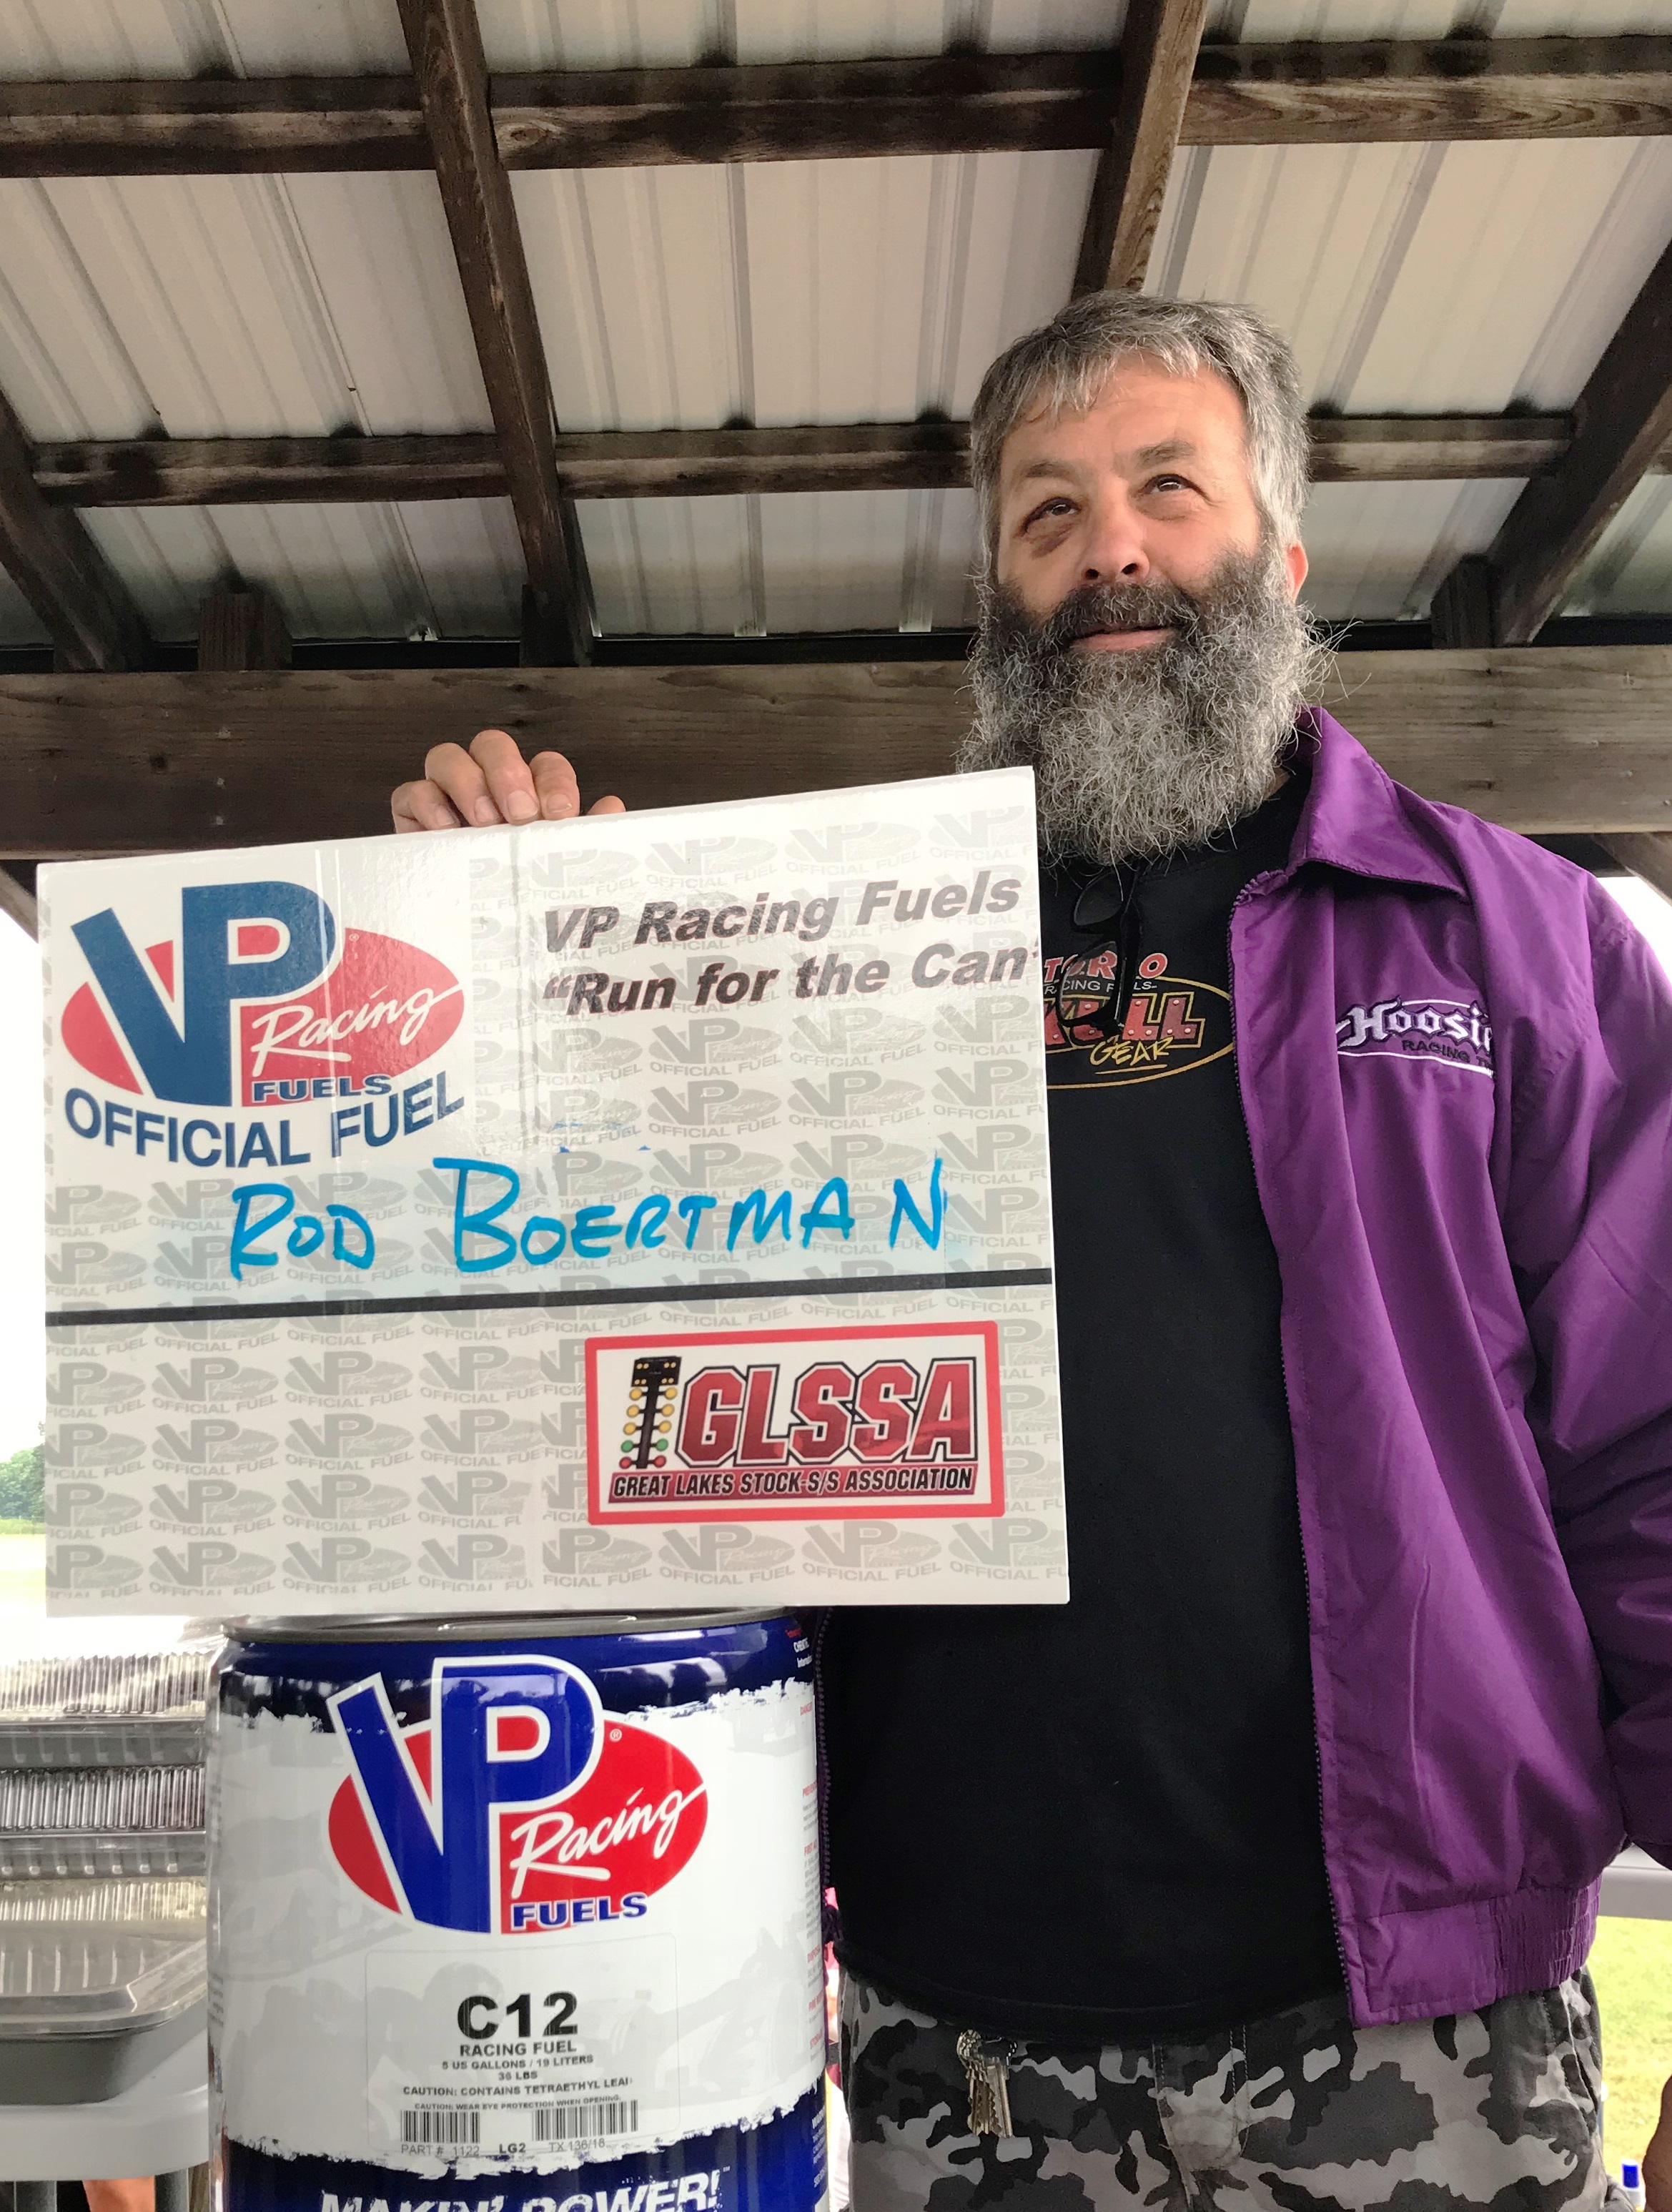 VP
Racing
FUELS
OFFICIAL FUEL
VP Racing Fuels
"Run for the Can"
ROD BOERTMAN
GLSSA
GREAT LAKES STOCK-S/S ASSOCIATION
GEAR
Hoosi
RACING T
VP
Racing
FUELS
C12
RACING FUEL
5 US GALLONS / 19 LITERS
36 LBS
CAUTION: CONTAINS TETRAETHYL LEAD
CAUTION: WEAR EYE PROTECTION WHEN OPENING.
PART # 1122 LG2 TX 136/18
MAKIN' POWER!